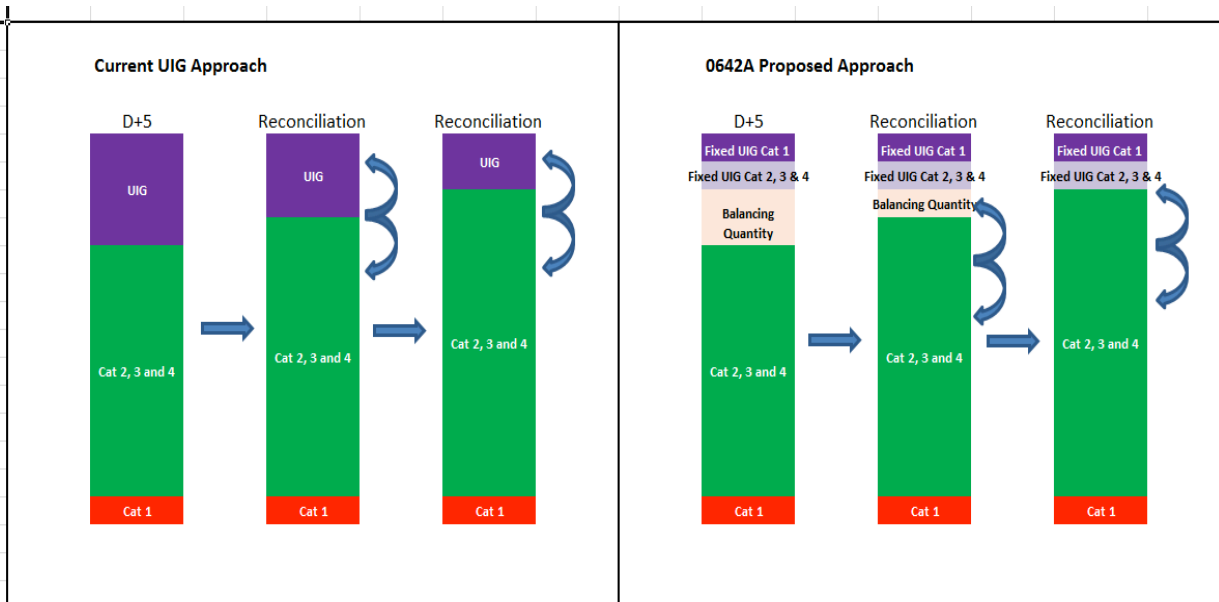 Current UIG Approach
D+5
Reconciliation
Reconciliation
UIG
UIG
UIG
Cat 2, 3 and 4
Cat 2, 3 and 4
Cat 2, 3 and 4
Cat 1
Cat 1
Cat 1
0642A Proposed Approach
D+5
Reconciliation
Reconciliation
Fixed UIG Cat 1
Fixed UIG Cat 1
Fixed UIG Cat 1
Fixed UIG Cat 2, 3 & 4
Fixed UIG Cat 2, 3 & 4
Fixed UIG Cat 2, 3 & 4
Balancing
Quantity
Balancing Quantity
Cat 2, 3 and 4
Cat 2, 3 and 4
Cat 2, 3 and 4
Cat 1
Cat 1
Cat 1